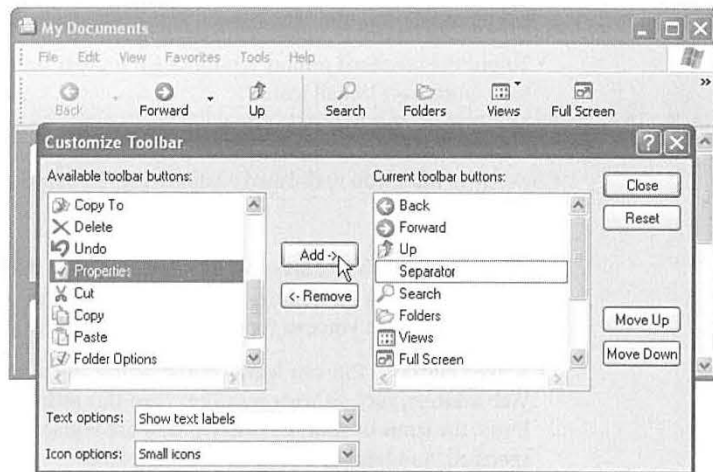 My Documents
File Edit View Favorites Tools Help
Back Forward Up Search Folders Views Full Screen »
Customize Toolbar
Available toolbar buttons: Current toolbar buttons:
Copy To
Delete
Undo
Properties
Cut
Copy
Paste
Folder Options
Add ->
<- Remove
Back
Forward
Up
Separator
Search
Folders
Views
Full Screen
Close
Reset
Move Up
Move Down
Text options: Show text labels
Icon options: Small icons